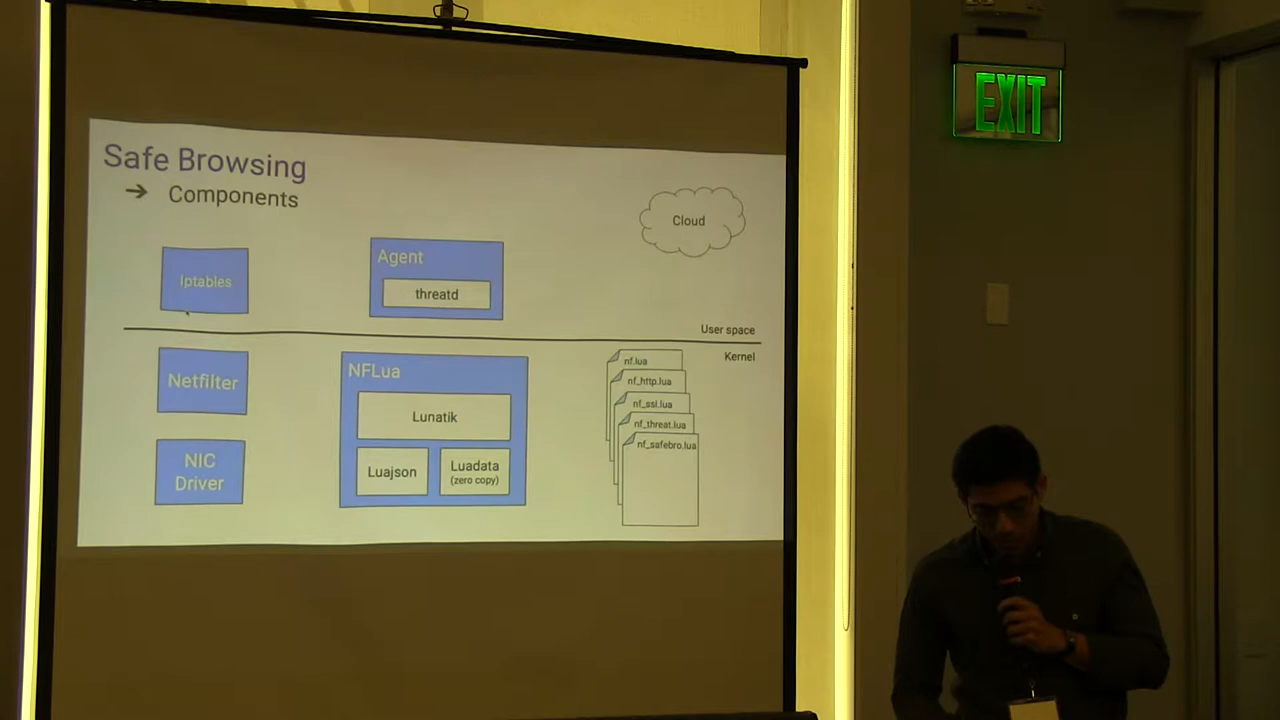 EXIT
Safe Browsing
➔ Components
Cloud
Iptables
Agent
threatd
User space
Kernel
Netfilter
NFLua
Lunatik
Luajson
Luadata
(zero copy)
NIC
Driver
nf.lua
nf_http.lua
nf_ssl.lua
nf_threat.lua
nf_safebro.lua